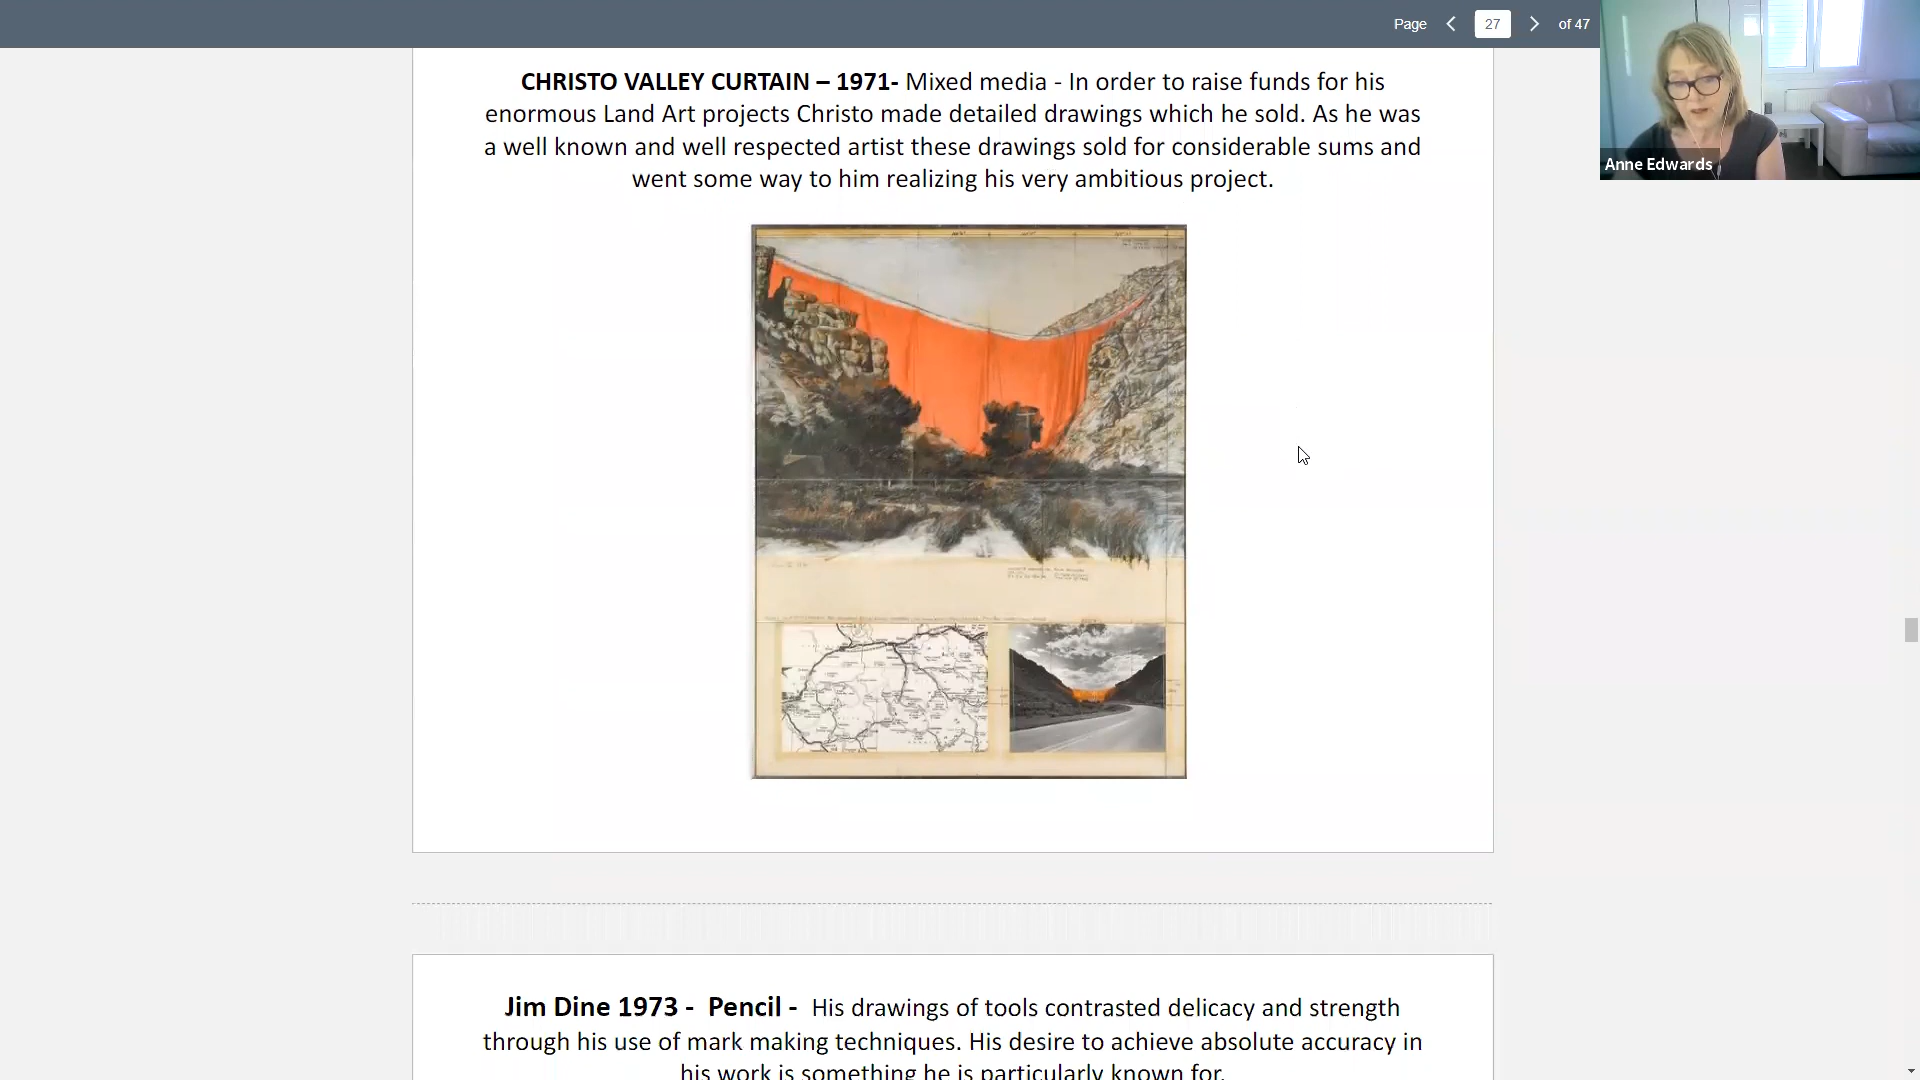 Page 27 of 47
Anne Edwards
CHRISTO VALLEY CURTAIN – 1971- Mixed media - In order to raise funds for his
enormous Land Art projects Christo made detailed drawings which he sold. As he was
a well known and well respected artist these drawings sold for considerable sums and
went some way to him realizing his very ambitious project.
Jim Dine 1973 - Pencil - His drawings of tools contrasted delicacy and strength
through his use of mark making techniques. His desire to achieve absolute accuracy in
his work is something he is particularly known for.